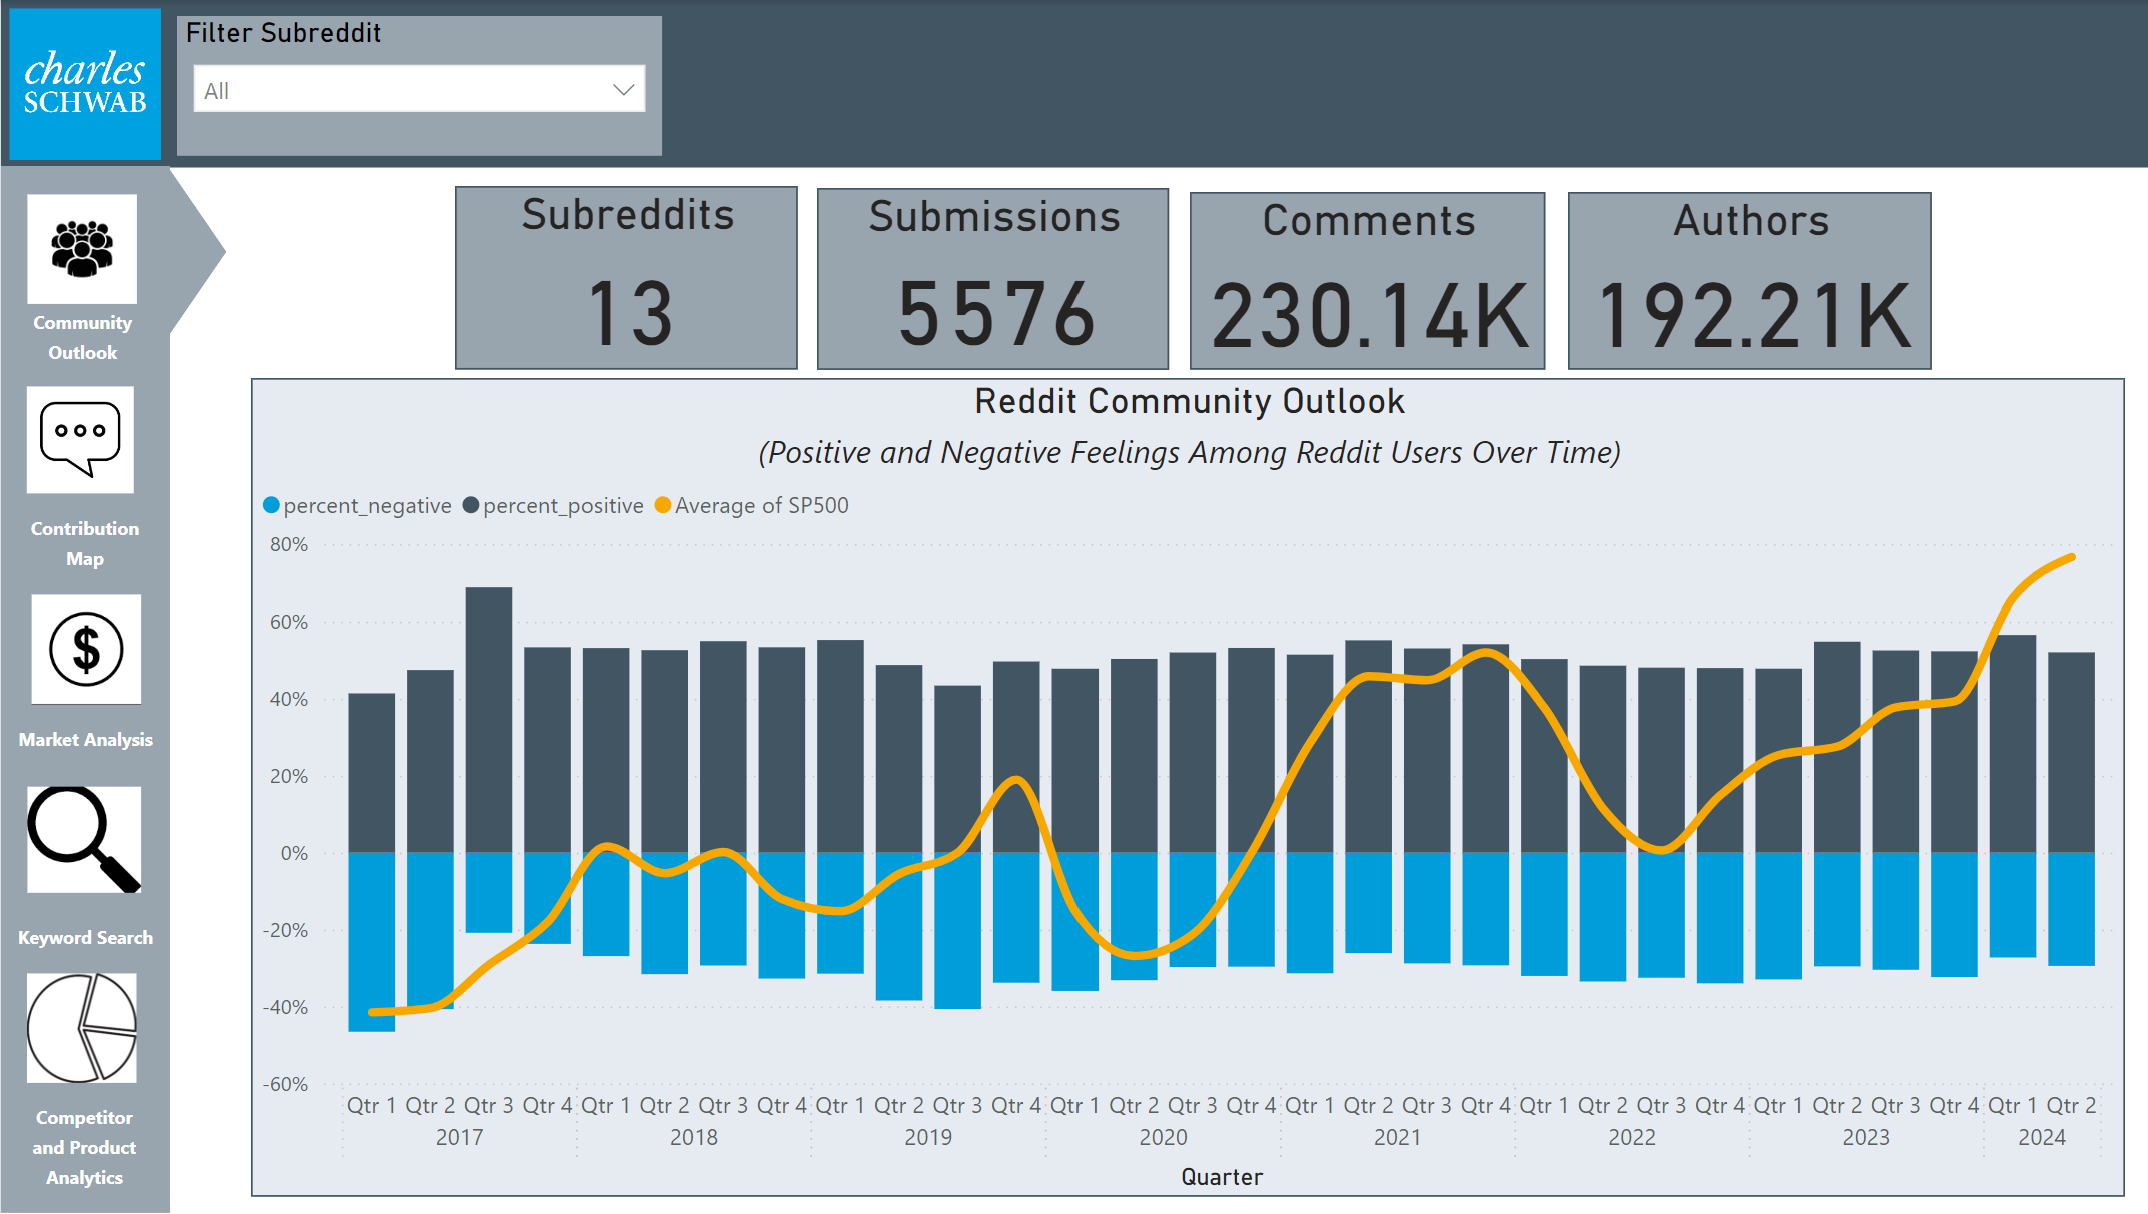 charles
SCHWAB
Filter Subreddit
All
Community
Outlook
Contribution
Map
Market Analysis
Keyword Search
Competitor
and Product
Analytics
Subreddits
13
Submissions
5576
Comments
230.14K
Authors
192.21K
Reddit Community Outlook
(Positive and Negative Feelings Among Reddit Users Over Time)
percent_negative percent_positive Average of SP500
80%
60%
40%
20%
0%
-20%
-40%
-60%
Qtr 1 Qtr 2 Qtr 3 Qtr 4 Qtr 1 Qtr 2 Qtr 3 Qtr 4 Qtr 1 Qtr 2 Qtr 3 Qtr 4 Qtr 1 Qtr 2 Qtr 3 Qtr 4 Qtr 1 Qtr 2 Qtr 3 Qtr 4 Qtr 1 Qtr 2 Qtr 3 Qtr 4 Qtr 1 Qtr 2 Qtr 3 Qtr 4 Qtr 1 Qtr 2
2017 2018 2019 2020 2021 2022 2023 2024
Quarter